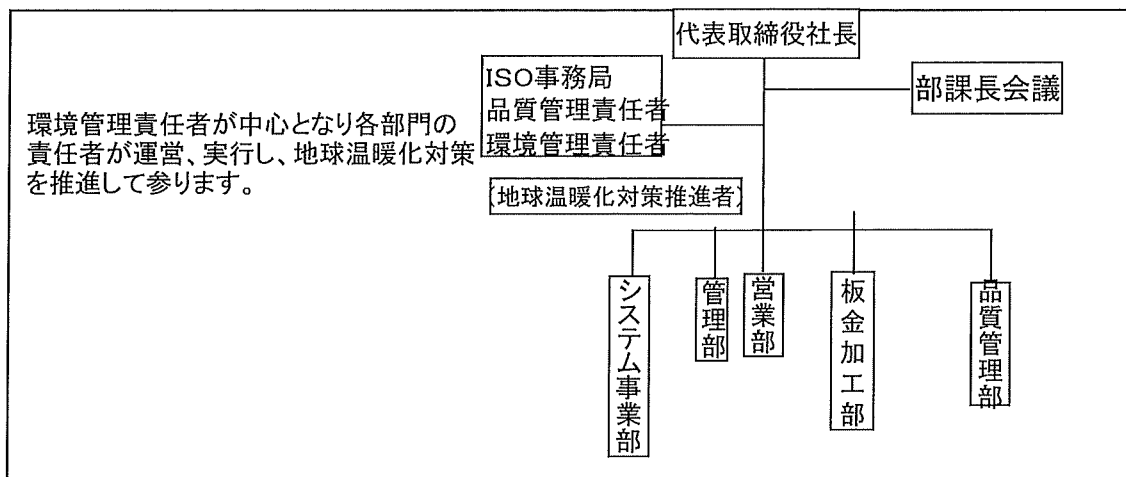 代表取締役社長
ISO事務局
品質管理責任者
環境管理責任者
部課長会議
環境管理責任者が中心となり各部門の
責任者が運営、実行し、地球温暖化対策
を推進して参ります。
(地球温暖化対策推進者)
システム事業部
管理部
営業部
板金加工部
品質管理部